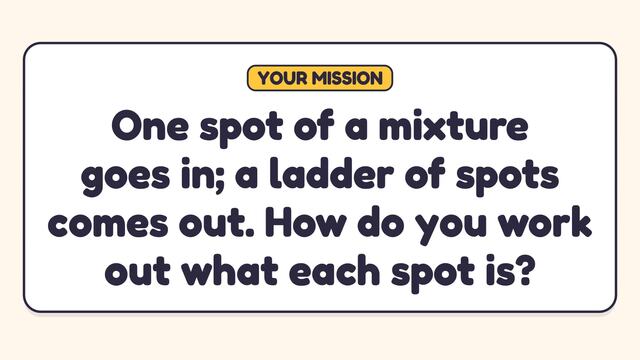 YOUR MISSION
One spot of a mixture
goes in; a ladder of spots
comes out. How do you work
out what each spot is?